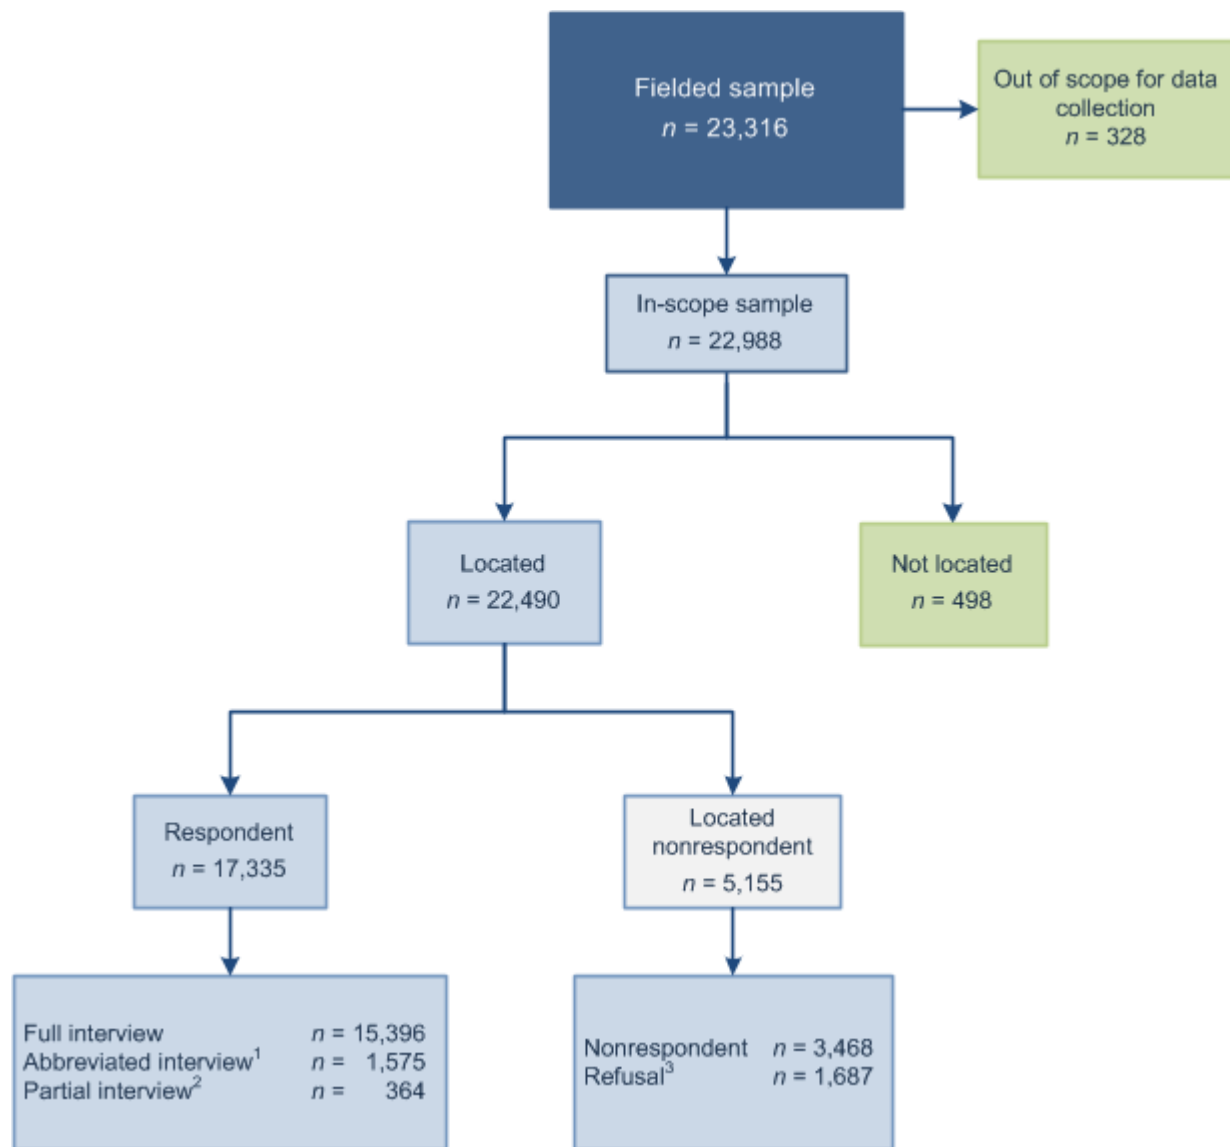 Fielded sample
n = 23,316
Out of scope for data
collection
n = 328
In-scope sample
n = 22,988
Located
n = 22,490
Not located
n = 498
Respondent
n = 17,335
Located
nonrespondent
n = 5,155
Full interview n = 15,396
Abbreviated interview¹ n = 1,575
Partial interview² n = 364
Nonrespondent n = 3,468
Refusal³ n = 1,687